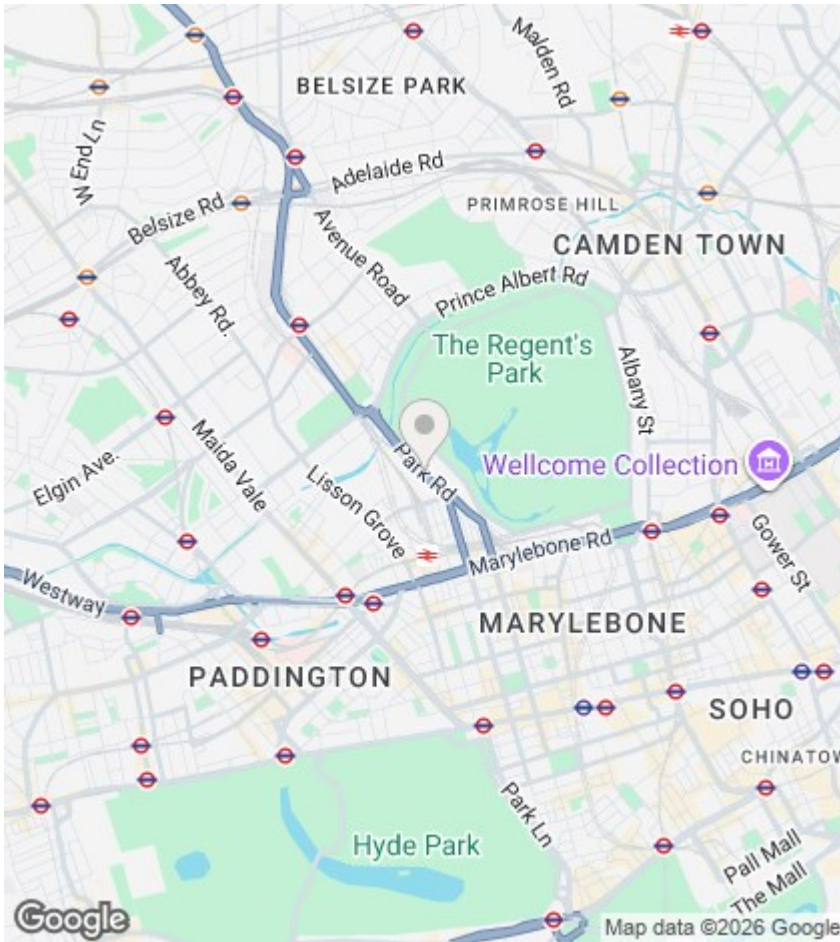 Malden Rd
BELSIZE PARK
W End Ln
Adelaide Rd
PRIMROSE HILL
Belsize Rd
Avenue Road
CAMDEN TOWN
Abbey Rd.
Prince Albert Rd
The Regent's
Park
Albany St
Maida Vale
Park Rd
Wellcome Collection
Elgin Ave.
Lisson Grove
Gower St
Marylebone Rd
Westway
MARYLEBONE
PADDINGTON
SOHO
CHINATOW
Park Ln
Hyde Park
Pall Mall
The Mall
Google
Map data ©2026 Google